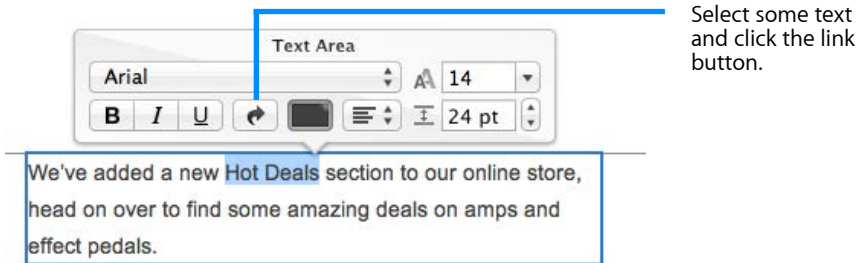 Select some text
and click the link
button.
Text Area
Arial
14
B I U
24 pt
We've added a new Hot Deals section to our online store,
head on over to find some amazing deals on amps and
effect pedals.